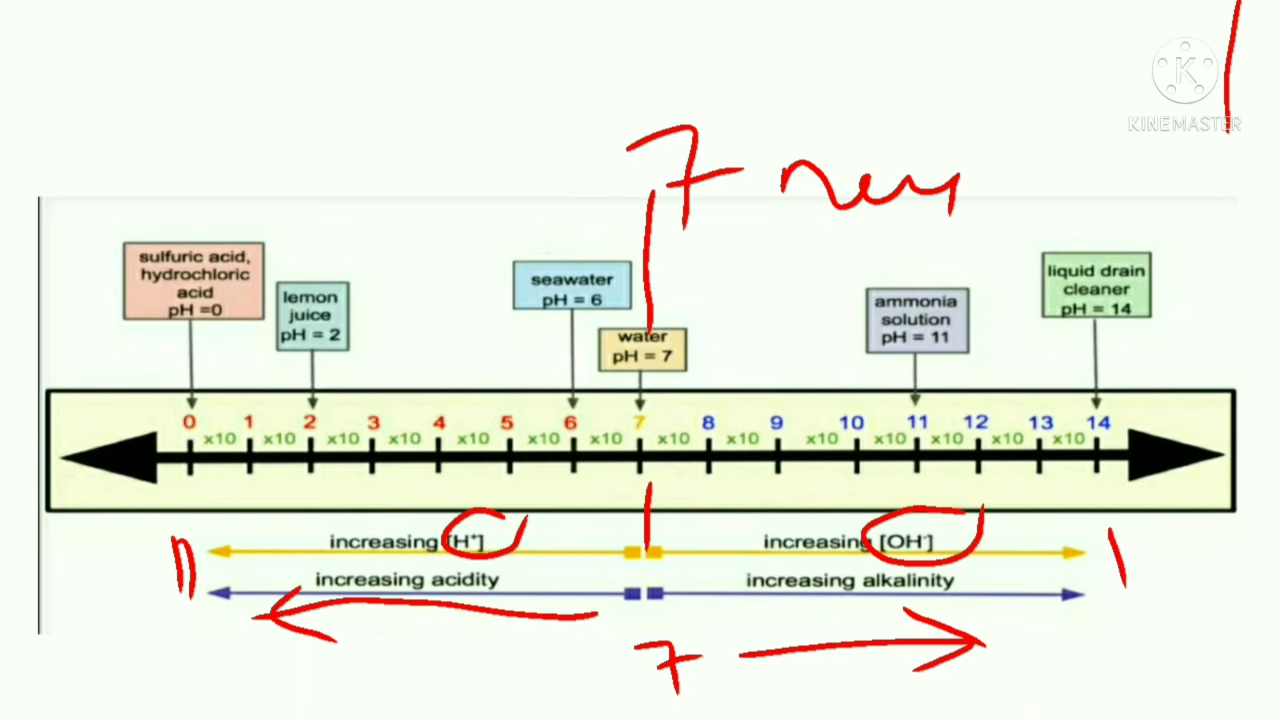 KINEMASTER
7 neu
sulfuric acid,
hydrochloric
acid
pH =0
lemon
juice
pH = 2
seawater
pH = 6
water
pH = 7
ammonia
solution
pH = 11
liquid drain
cleaner
pH = 14
0 1 2 3 4 5 6 7 8 9 10 11 12 13 14
x10 x10 x10 x10 x10 x10 x10 x10 x10 x10 x10 x10 x10 x10
increasing [H⁺] increasing [OH⁻]
increasing acidity increasing alkalinity
7